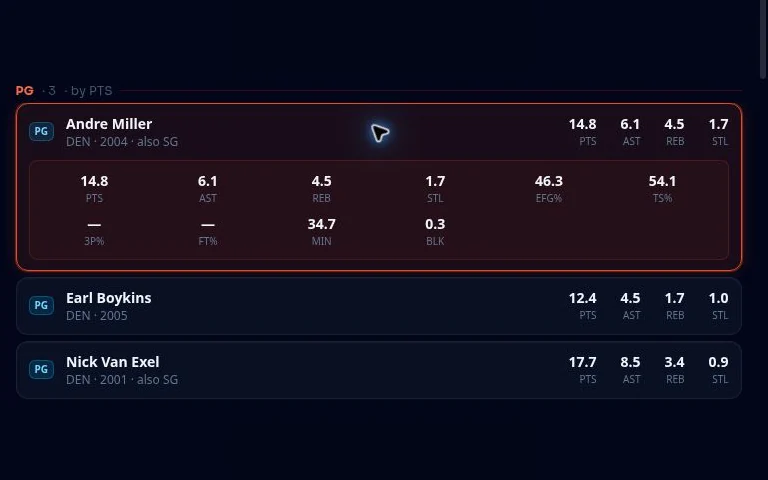 PG · 3 · by PTS
PG Andre Miller 14.8 6.1 4.5 1.7
DEN · 2004 · also SG PTS AST REB STL
14.8 6.1 4.5 1.7 46.3 54.1
PTS AST REB STL EFG% TS%
— — 34.7 0.3
3P% FT% MIN BLK
PG Earl Boykins 12.4 4.5 1.7 1.0
DEN · 2005 PTS AST REB STL
PG Nick Van Exel 17.7 8.5 3.4 0.9
DEN · 2001 · also SG PTS AST REB STL